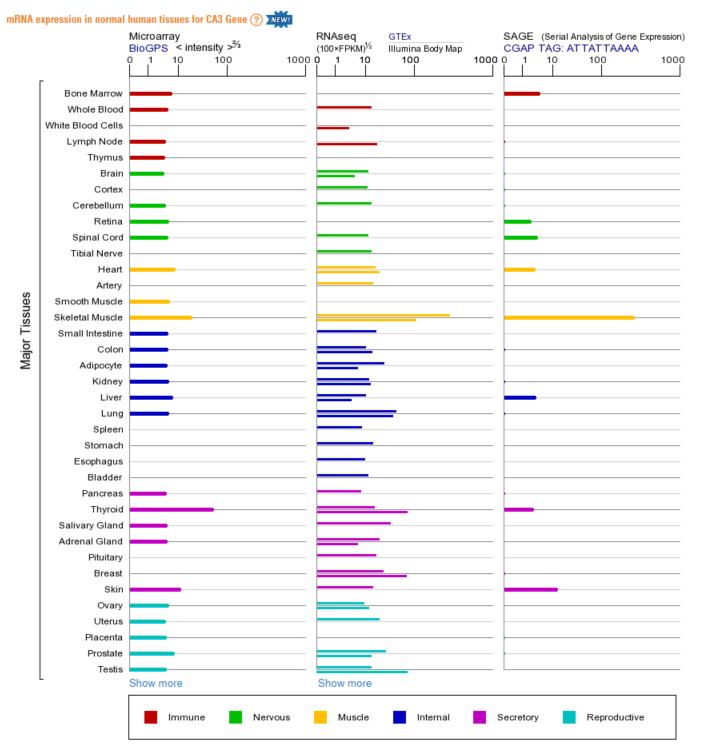 mRNA expression in normal human tissues for CA3 Gene ? NEW!
Microarray
BioGPS < intensity >⅔
0 1 10 100 1000
RNAseq
(100×FPKM)½
GTEx
Illumina Body Map
0 1 10 100 1000
SAGE (Serial Analysis of Gene Expression)
CGAP TAG: ATTATTAAAA
0 1 10 100 1000
Major Tissues
Bone Marrow
Whole Blood
White Blood Cells
Lymph Node
Thymus
Brain
Cortex
Cerebellum
Retina
Spinal Cord
Tibial Nerve
Heart
Artery
Smooth Muscle
Skeletal Muscle
Small Intestine
Colon
Adipocyte
Kidney
Liver
Lung
Spleen
Stomach
Esophagus
Bladder
Pancreas
Thyroid
Salivary Gland
Adrenal Gland
Pituitary
Breast
Skin
Ovary
Uterus
Placenta
Prostate
Testis
Show more
Show more
Immune Nervous Muscle Internal Secretory Reproductive